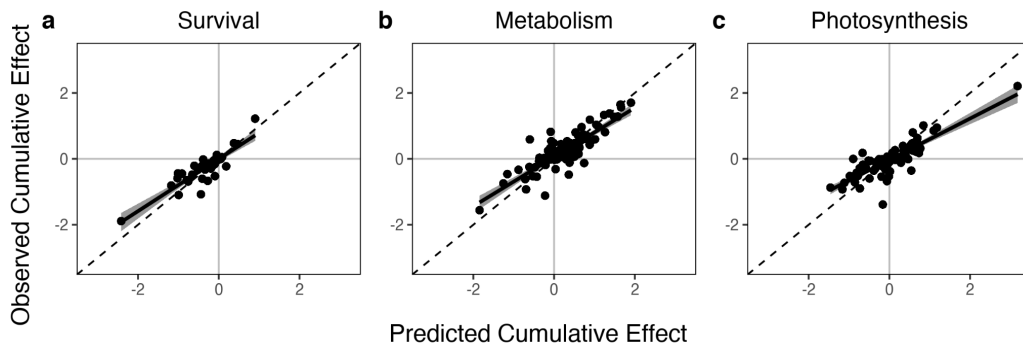 a Survival
b Metabolism
c Photosynthesis
Observed Cumulative Effect
2
0
-2
2
0
-2
2
0
-2
-2 0 2
-2 0 2
-2 0 2
Predicted Cumulative Effect